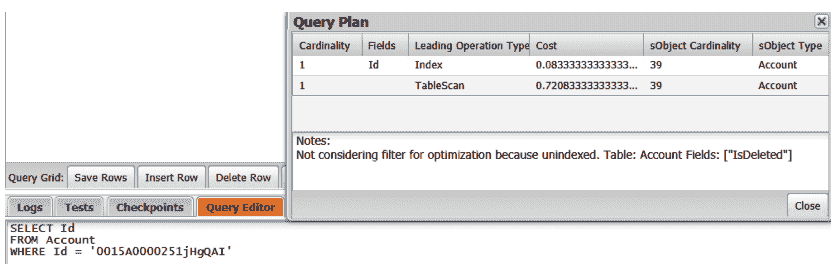 Query Plan
Cardinality Fields Leading Operation Type Cost sObject Cardinality sObject Type
1 Id Index 0.08333333333333... 39 Account
1 TableScan 0.72083333333333... 39 Account
Notes:
Not considering filter for optimization because unindexed. Table: Account Fields: ["IsDeleted"]
Query Grid: Save Rows Insert Row Delete Row
Close
Logs Tests Checkpoints Query Editor
SELECT Id
FROM Account
WHERE Id = '0015A0000251jHgQAI'